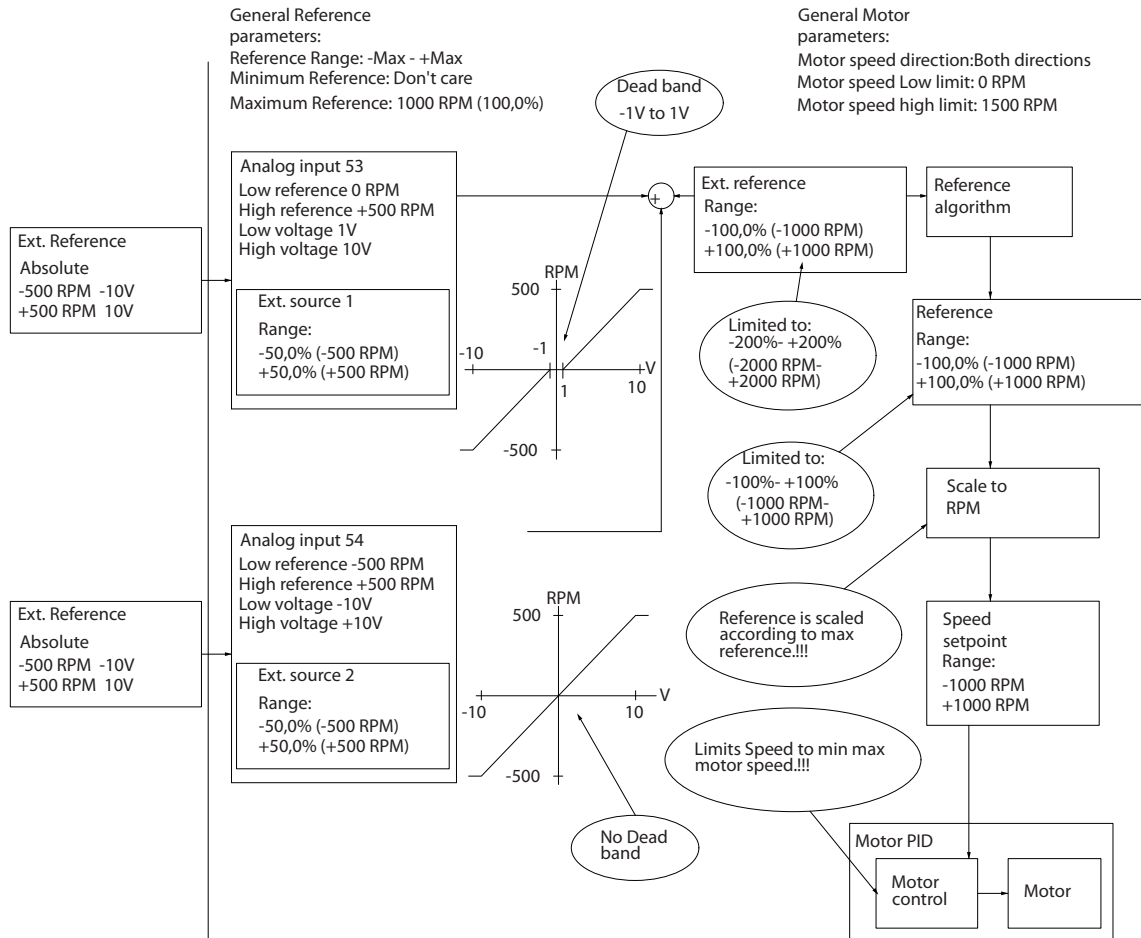 General Reference
parameters:
Reference Range: -Max - +Max
Minimum Reference: Don't care
Maximum Reference: 1000 RPM (100,0%)
General Motor
parameters:
Motor speed direction:Both directions
Motor speed Low limit: 0 RPM
Motor speed high limit: 1500 RPM
Dead band
-1V to 1V
Ext. Reference
Absolute
-500 RPM -10V
+500 RPM 10V
Analog input 53
Low reference 0 RPM
High reference +500 RPM
Low voltage 1V
High voltage 10V
Ext. source 1
Range:
-50,0% (-500 RPM)
+50,0% (+500 RPM)
RPM
500
-10
-1
V
1
10
-500
+
Ext. reference
Range:
-100,0% (-1000 RPM)
+100,0% (+1000 RPM)
Reference
algorithm
Limited to:
-200%- +200%
(-2000 RPM-
+2000 RPM)
Reference
Range:
-100,0% (-1000 RPM)
+100,0% (+1000 RPM)
Limited to:
-100%- +100%
(-1000 RPM-
+1000 RPM)
Scale to
RPM
Ext. Reference
Absolute
-500 RPM -10V
+500 RPM 10V
Analog input 54
Low reference -500 RPM
High reference +500 RPM
Low voltage -10V
High voltage +10V
Ext. source 2
Range:
-50,0% (-500 RPM)
+50,0% (+500 RPM)
RPM
500
V
-10
10
-500
No Dead
band
Reference is scaled
according to max
reference.!!!
Speed
setpoint
Range:
-1000 RPM
+1000 RPM
Limits Speed to min max
motor speed.!!!
Motor PID
Motor
control
Motor